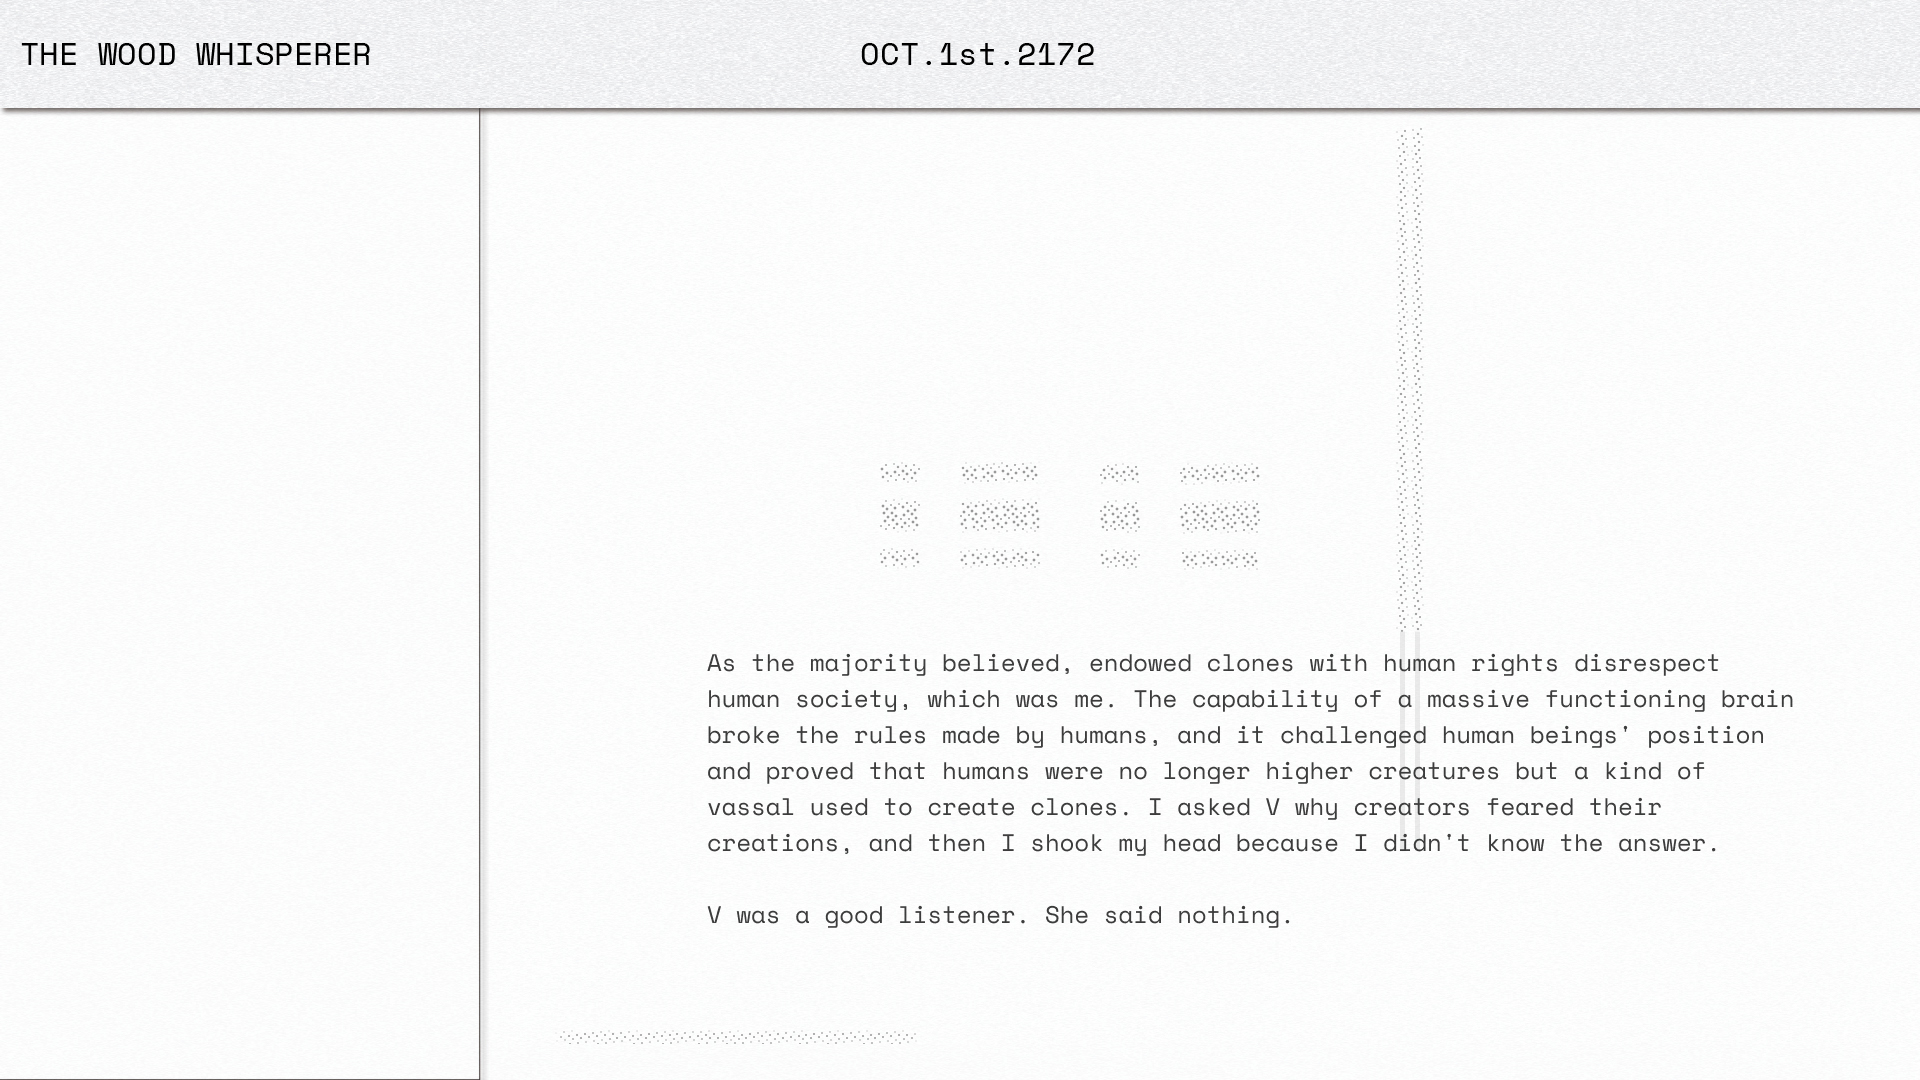 THE WOOD WHISPERER
OCT.1st.2172
As the majority believed, endowed clones with human rights disrespect
human society, which was me. The capability of a massive functioning brain
broke the rules made by humans, and it challenged human beings' position
and proved that humans were no longer higher creatures but a kind of
vassal used to create clones. I asked V why creators feared their
creations, and then I shook my head because I didn't know the answer.
V was a good listener. She said nothing.